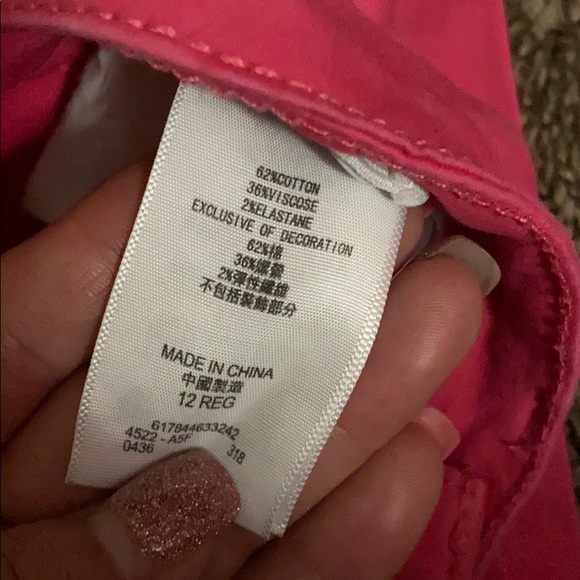 62%COTTON
36%VISCOSE
2%ELASTANE
EXCLUSIVE OF DECORATION
62%棉
36%
2%彈性纖維
不包括裝飾部分
MADE IN CHINA
中國製造
12 REG
617844633242
4522 - A5F 318
0436